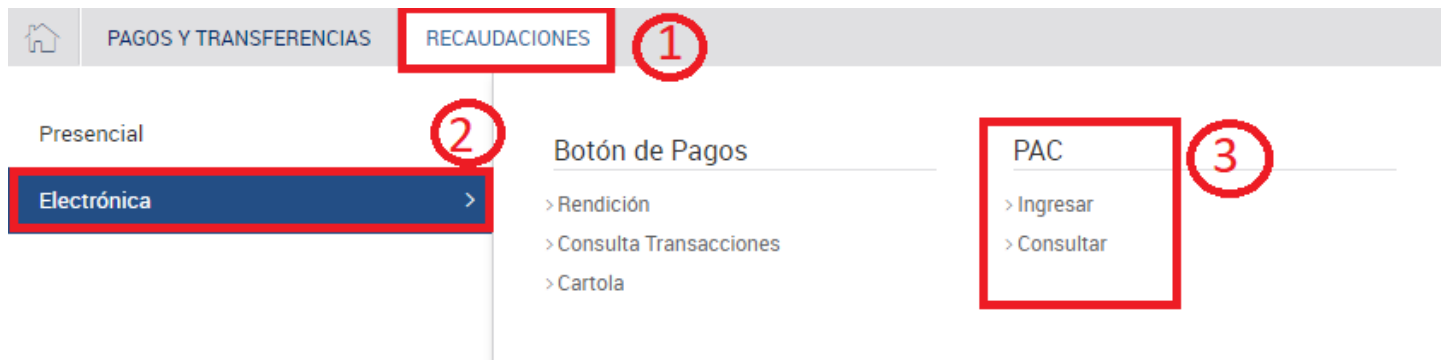 PAGOS Y TRANSFERENCIAS
RECAUDACIONES
1
Presencial
2
Electrónica >
Botón de Pagos
> Rendición
> Consulta Transacciones
> Cartola
PAC
3
> Ingresar
> Consultar